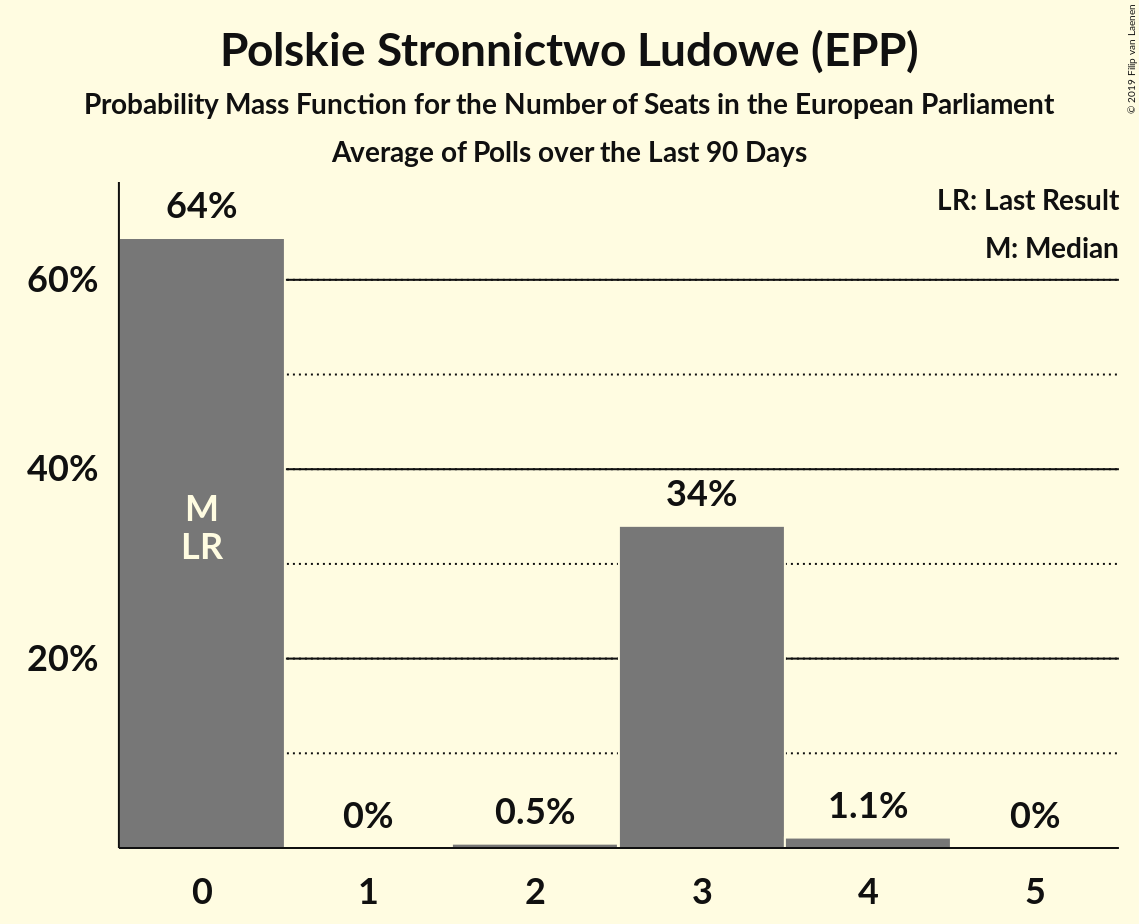 © 2019 Filip van Laenen
Polskie Stronnictwo Ludowe (EPP)
Probability Mass Function for the Number of Seats in the European Parliament
Average of Polls over the Last 90 Days
LR: Last Result
M: Median
64%
60%
40%
34%
M
LR
20%
0%
0.5%
1.1%
0%
0 1 2 3 4 5